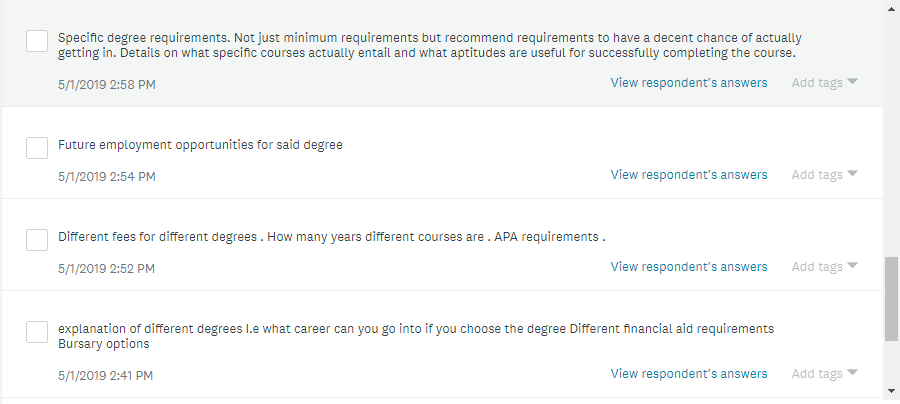 Specific degree requirements. Not just minimum requirements but recommend requirements to have a decent chance of actually
getting in. Details on what specific courses actually entail and what aptitudes are useful for successfully completing the course.
5/1/2019 2:58 PM View respondent's answers Add tags
Future employment opportunities for said degree
5/1/2019 2:54 PM View respondent's answers Add tags
Different fees for different degrees . How many years different courses are . APA requirements .
5/1/2019 2:52 PM View respondent's answers Add tags
explanation of different degrees I.e what career can you go into if you choose the degree Different financial aid requirements
Bursary options
5/1/2019 2:41 PM View respondent's answers Add tags